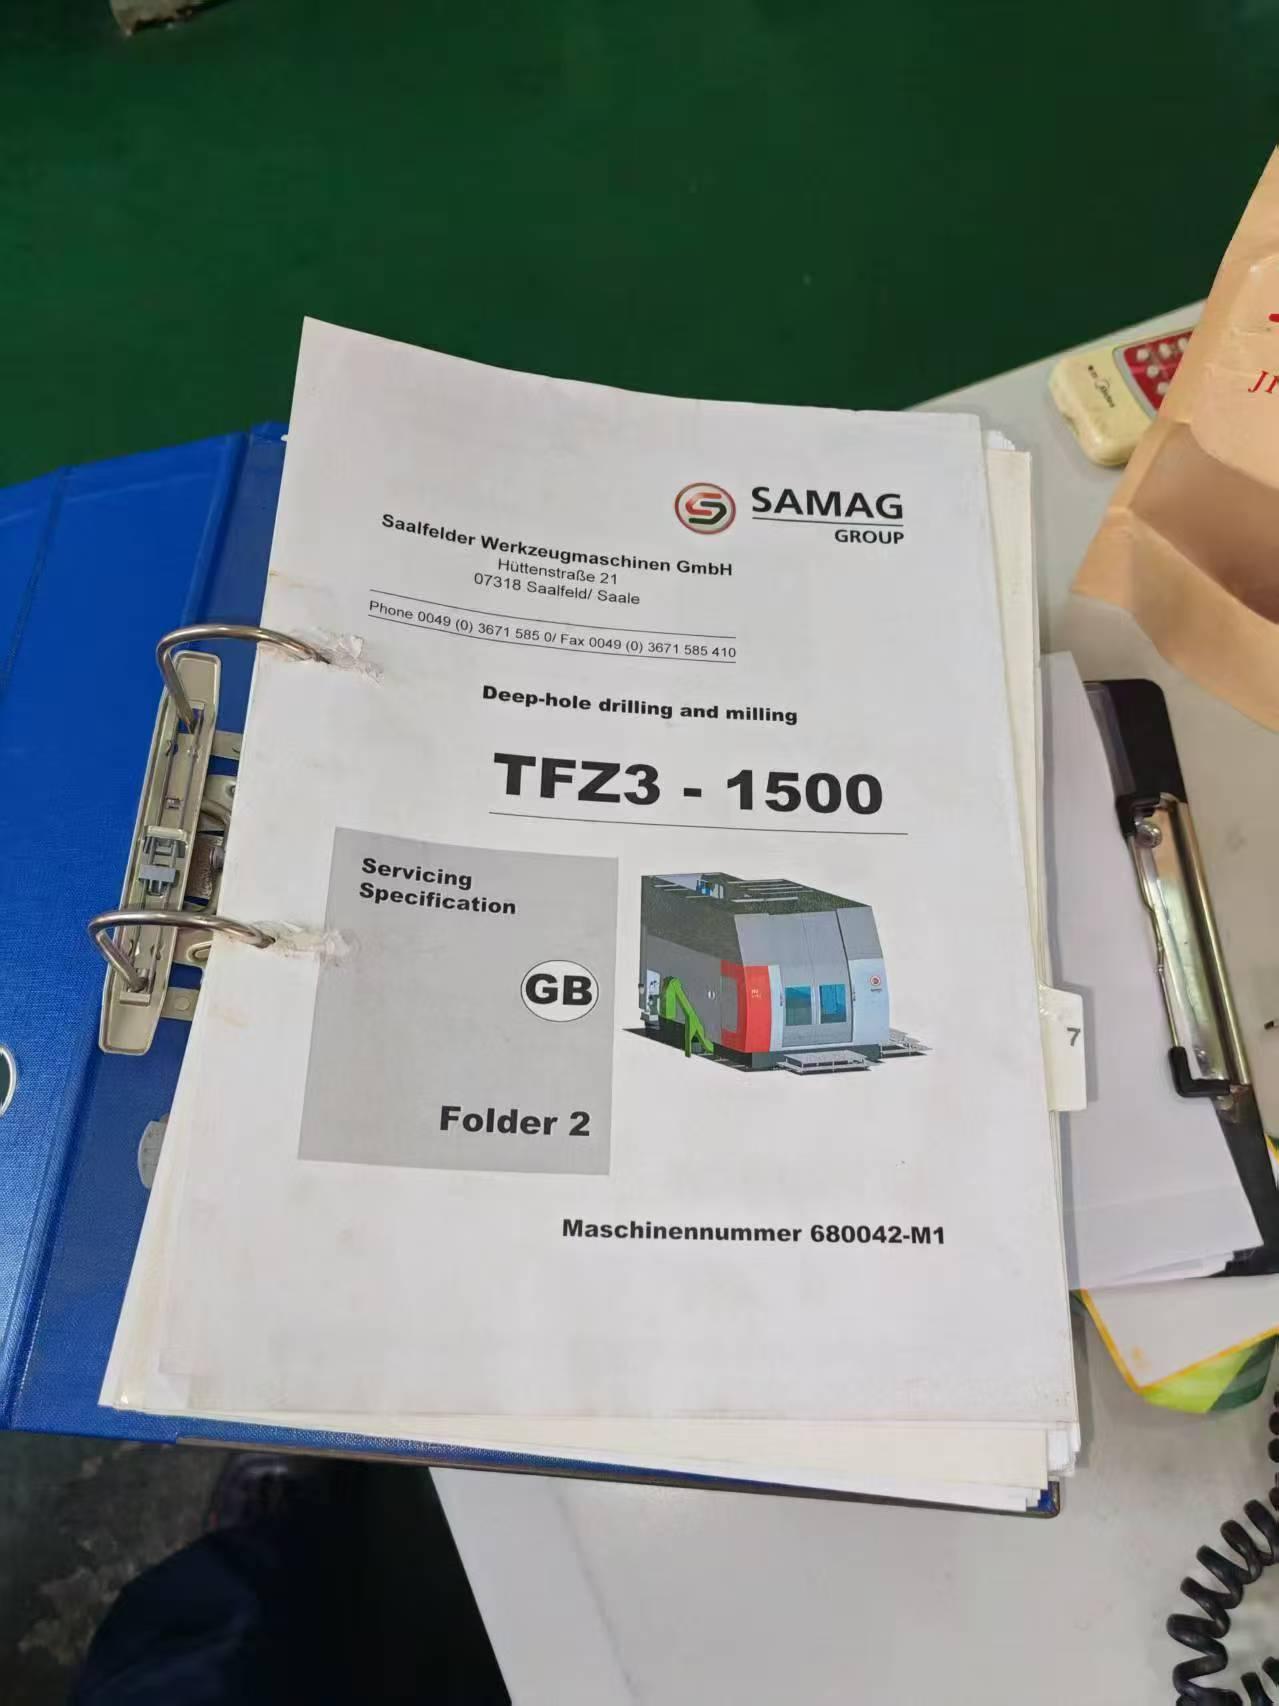 SAMAG
GROUP
Saalfelder Werkzeugmaschinen GmbH
Hüttenstraße 21
07318 Saalfeld/ Saale
Phone 0049 (0) 3671 585 0/ Fax 0049 (0) 3671 585 410
Deep-hole drilling and milling
TFZ3 - 1500
Servicing
Specification
GB
Folder 2
Maschinennummer 680042-M1
7